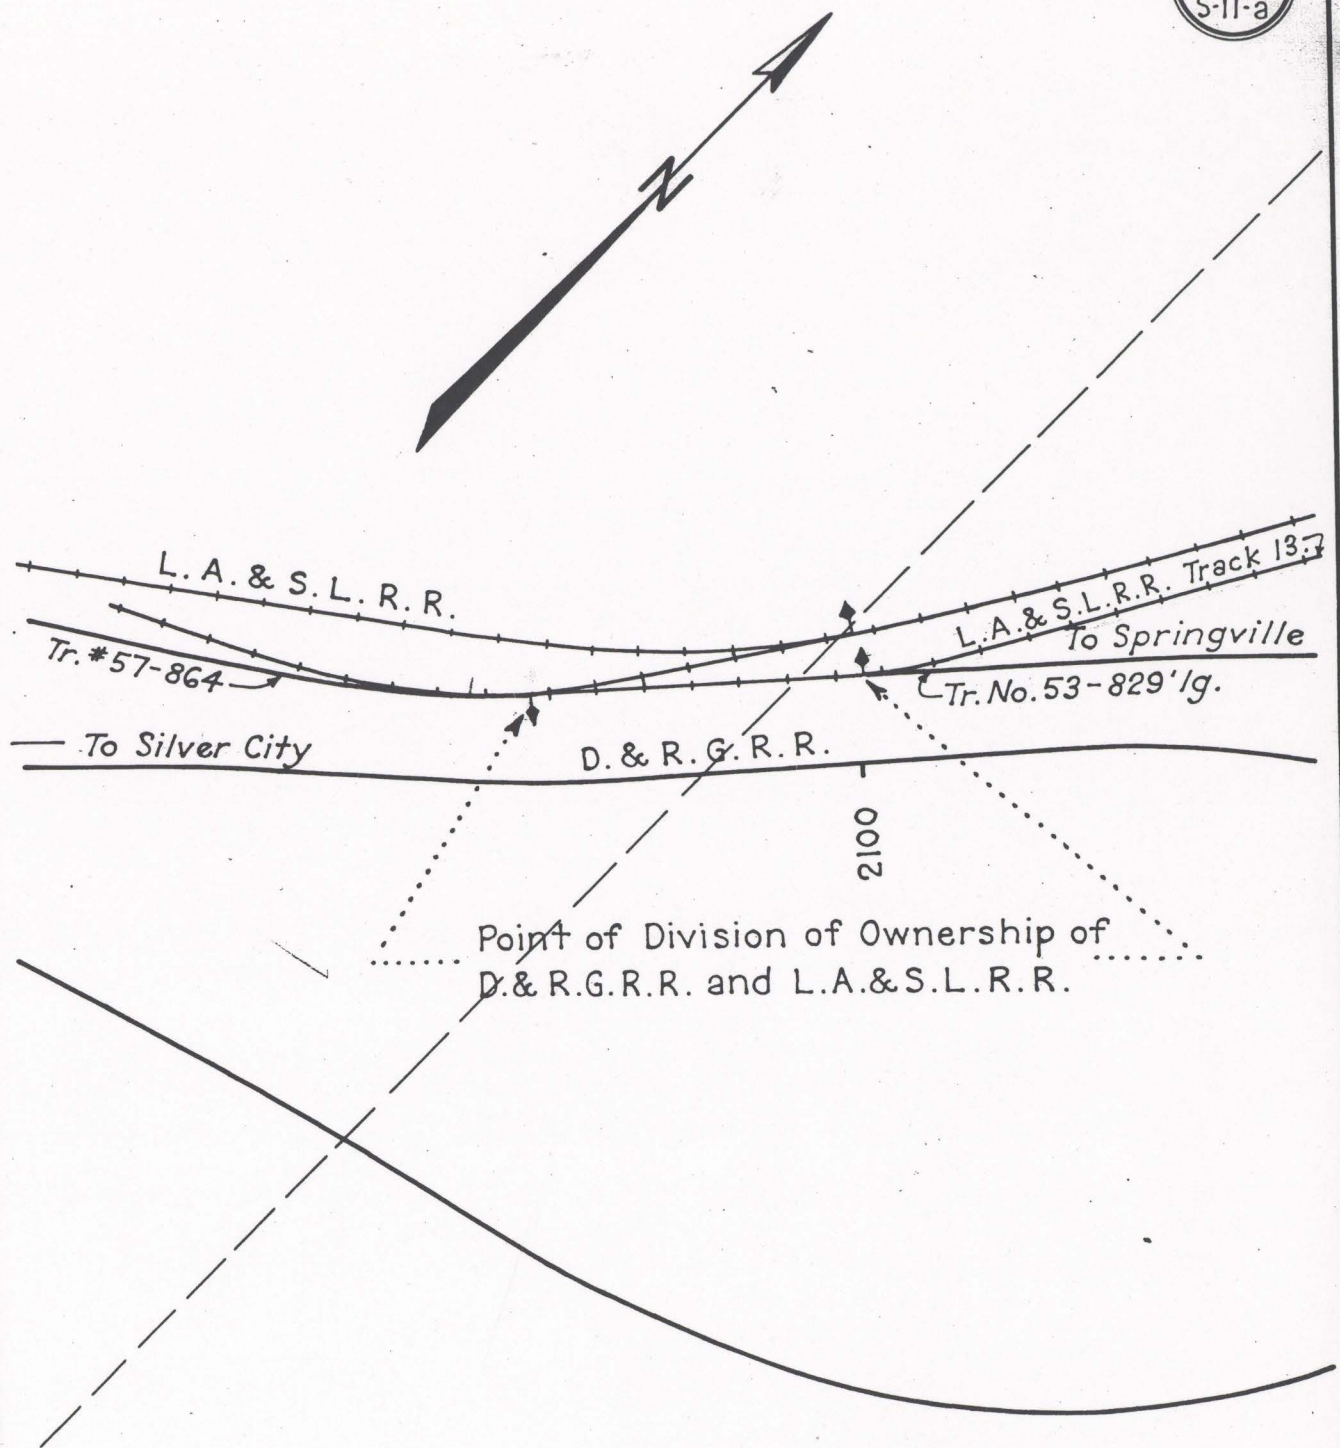 S-11-a
N
L. A. & S. L. R. R.
L.A.& S.L.R.R. Track 13.7
To Springville
Tr. #57-864
Tr. No. 53-829' lg.
To Silver City
D. & R. G. R. R.
2100
Point of Division of Ownership of
D.& R.G.R.R. and L.A.&S.L.R.R.